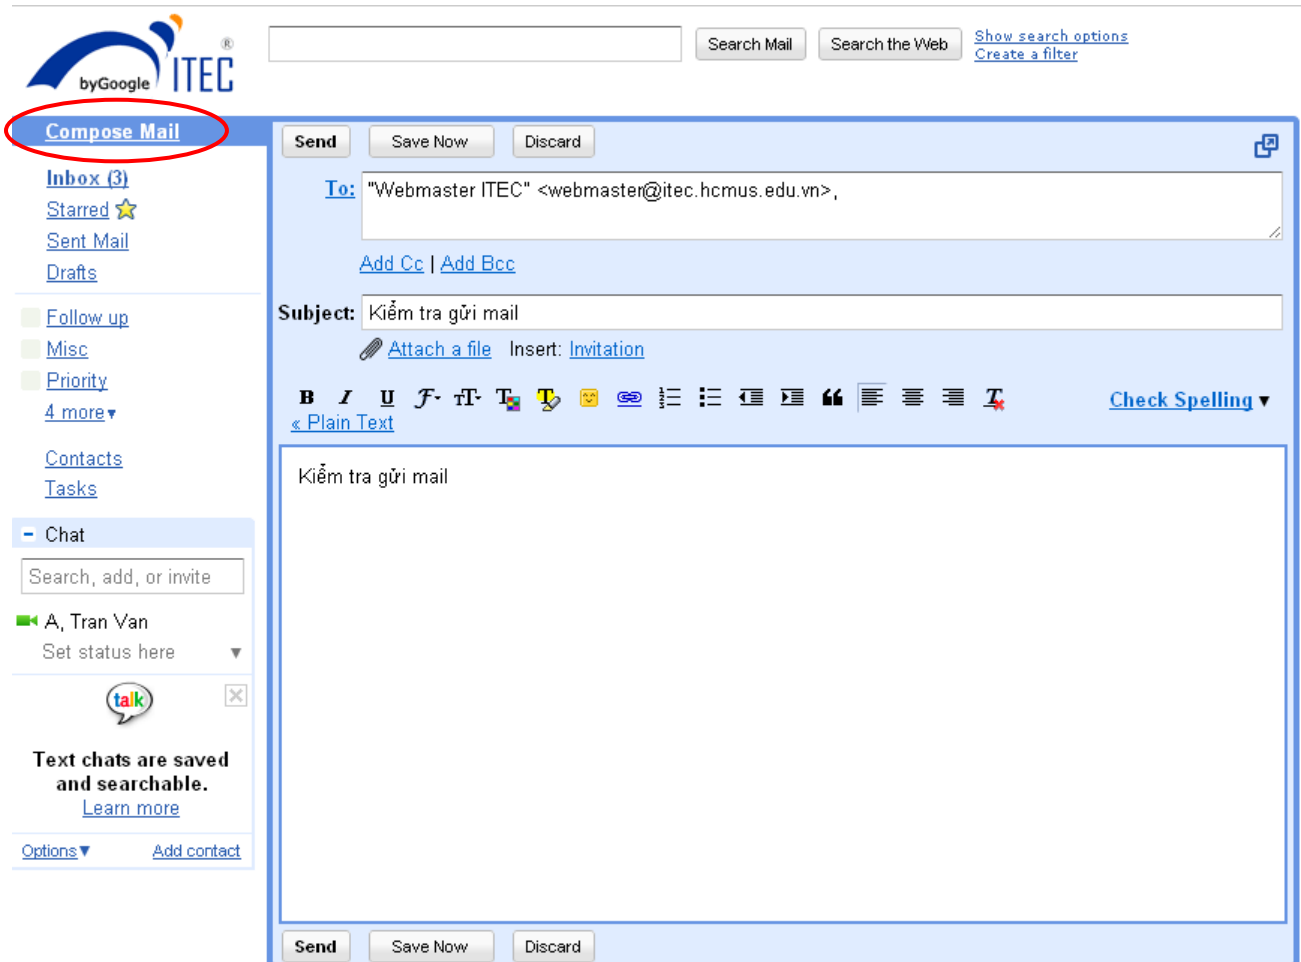 byGoogle ITEC ®
Search Mail Search the Web Show search options
Create a filter
Compose Mail
Inbox (3)
Starred
Sent Mail
Drafts
Follow up
Misc
Priority
4 more▾
Contacts
Tasks
− Chat
Search, add, or invite
A, Tran Van
Set status here ▼
talk
Text chats are saved
and searchable.
Learn more
Options▼ Add contact
Send Save Now Discard
To: "Webmaster ITEC" <webmaster@itec.hcmus.edu.vn>,
Add Cc | Add Bcc
Subject: Kiểm tra gửi mail
Attach a file Insert: Invitation
B I U F TT T T T Check Spelling ▼
« Plain Text
Kiểm tra gửi mail
Send Save Now Discard